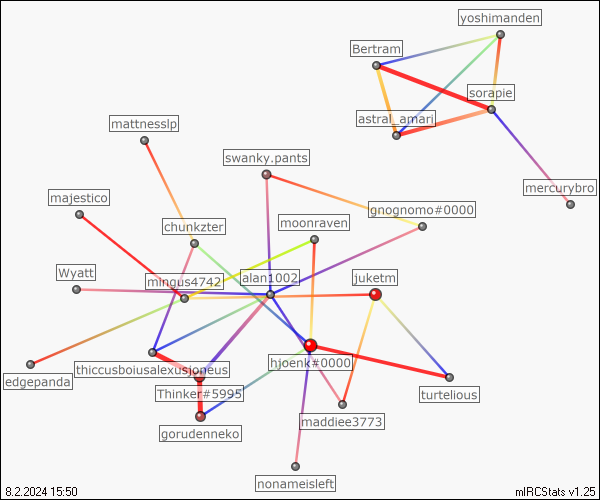 yoshimanden
Bertram
sorapie
astral_amari
mattnesslp
swanky.pants
mercurybro
majestico
gnognomo#0000
chunkzter
moonraven
Wyatt
mingus4742
alan1002
juketm
hjoenk#0000
thiccusboiusalexusjoneus
edgepanda
Thinker#5995
turtelious
maddiee3773
gorudenneko
nonameisleft
8.2.2024 15:50
mIRCStats v1.25